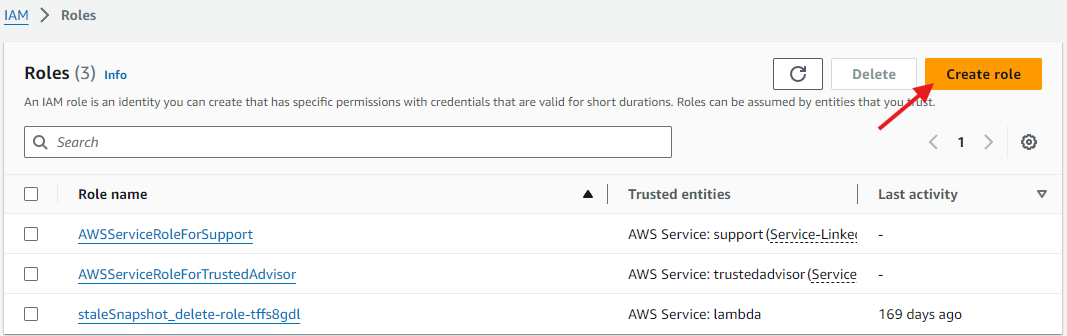 IAM > Roles
Roles (3) Info
Delete
Create role
An IAM role is an identity you can create that has specific permissions with credentials that are valid for short durations. Roles can be assumed by entities that you trust.
Search
1
Role name Trusted entities Last activity
AWSServiceRoleForSupport AWS Service: support (Service-Linked -
AWSServiceRoleForTrustedAdvisor AWS Service: trustedadvisor (Service -
staleSnapshot_delete-role-tffs8gdl AWS Service: lambda 169 days ago